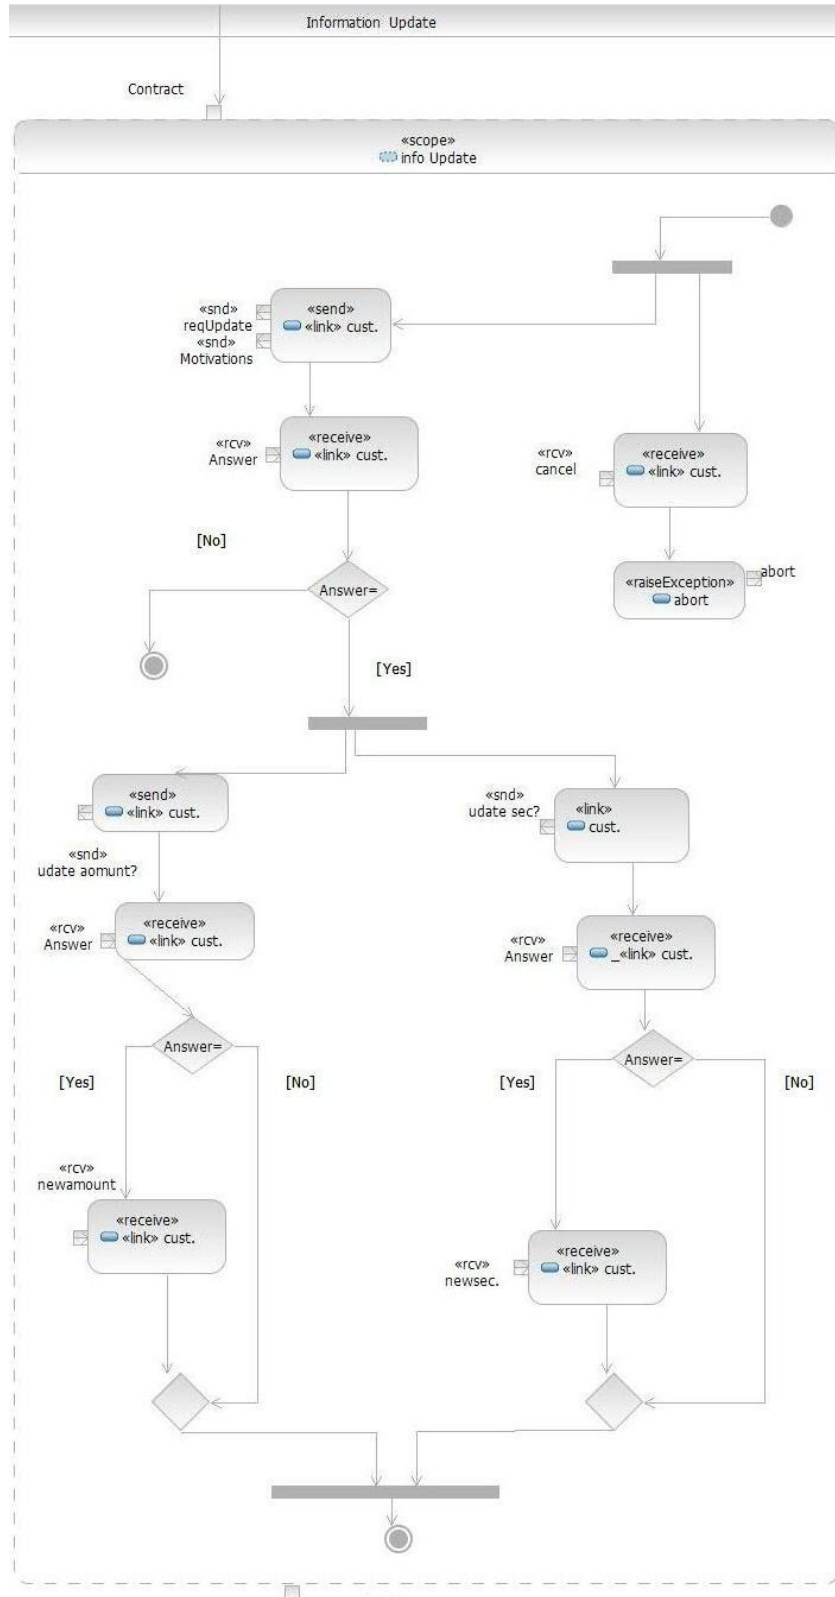 Information Update
Contract
«scope»
info Update
«snd»
reqUpdate
«snd»
Motivations
«send»
«link» cust.
«rcv»
Answer
«receive»
«link» cust.
«rcv»
cancel
«receive»
«link» cust.
[No]
Answer=
«raiseException»
abort
abort
[Yes]
«send»
«link» cust.
«snd»
udate aomunt?
«snd»
udate sec?
«link»
cust.
«rcv»
Answer
«receive»
«link» cust.
«rcv»
Answer
«receive»
_«link» cust.
Answer=
[Yes]
[No]
Answer=
[Yes]
[No]
«rcv»
newamount
«receive»
«link» cust.
«rcv»
newsec.
«receive»
«link» cust.